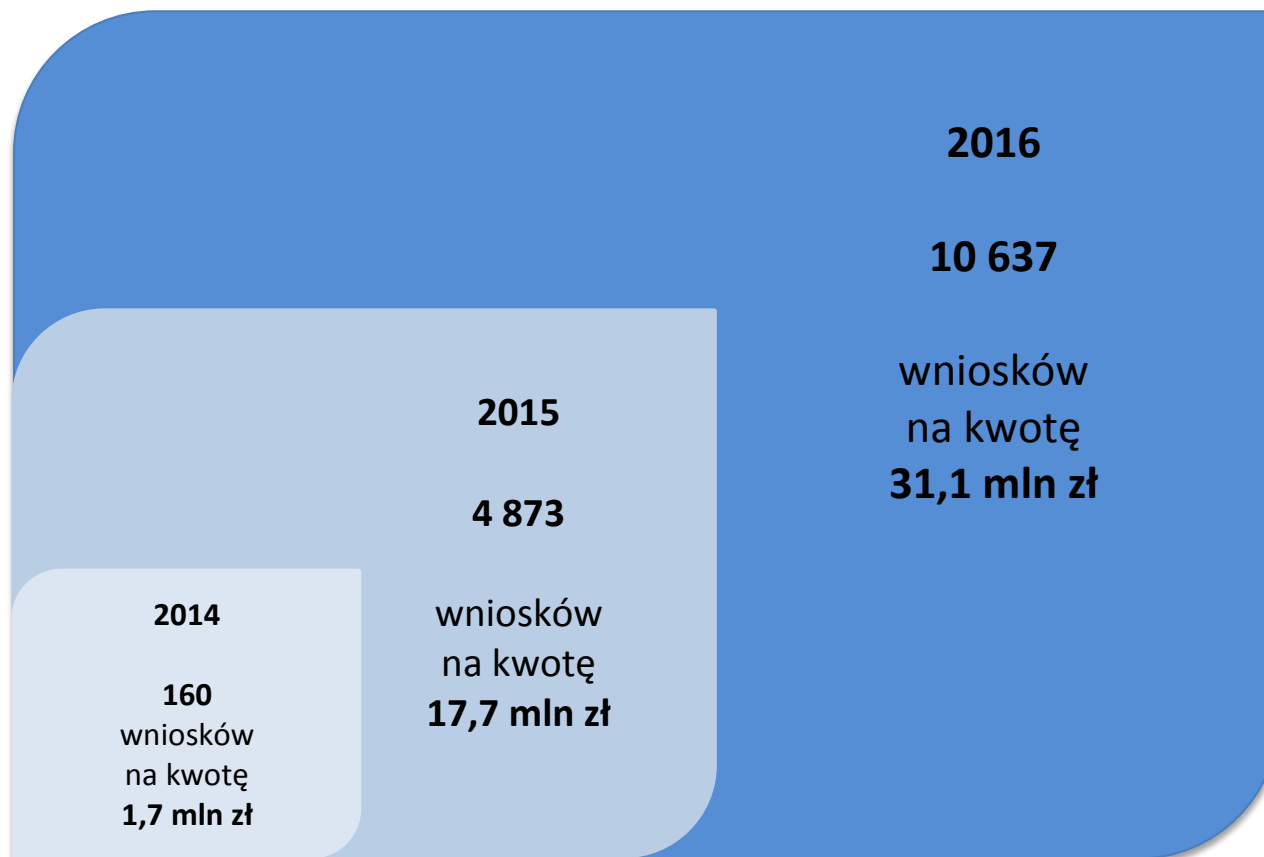 2016
10 637
wniosków
na kwotę
31,1 mln zł
2015
4 873
wniosków
na kwotę
17,7 mln zł
2014
160
wniosków
na kwotę
1,7 mln zł